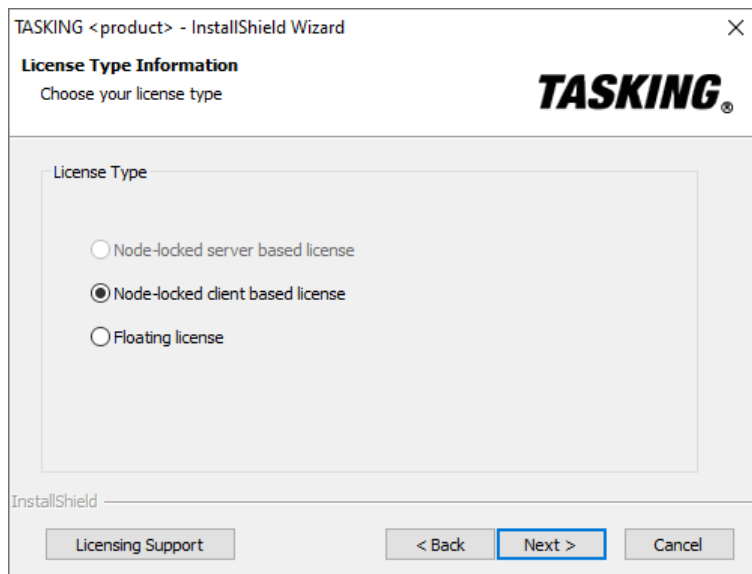 TASKING <product> - InstallShield Wizard
License Type Information
Choose your license type
TASKING®
License Type
Node-locked server based license
Node-locked client based license
Floating license
InstallShield
Licensing Support
< Back
Next >
Cancel